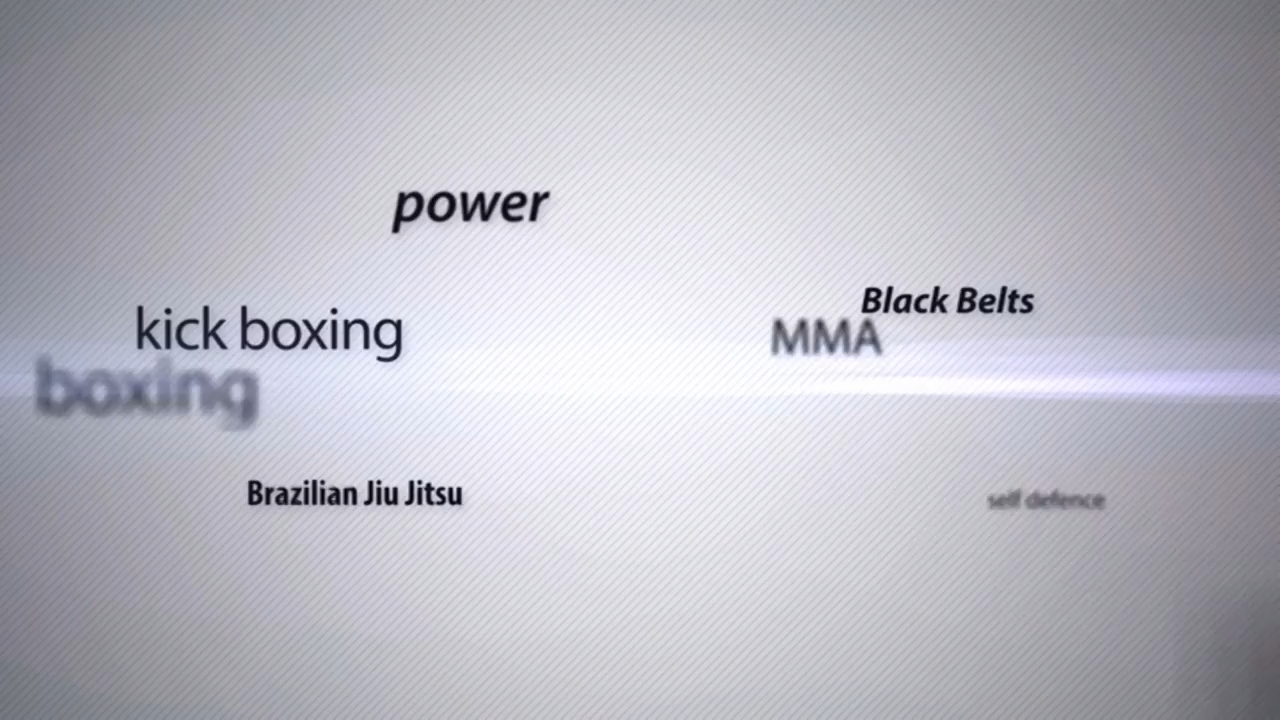 power
Black Belts
kick boxing
MMA
boxing
Brazilian Jiu Jitsu
self defence